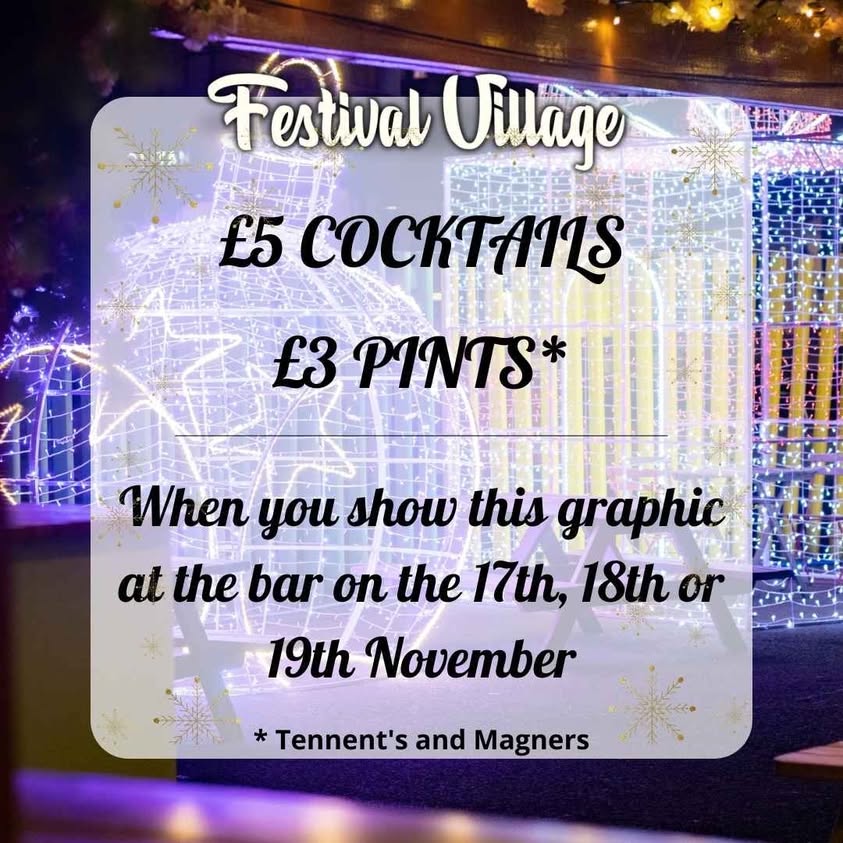 Festival Village
£5 COCKTAILS
£3 PINTS*
When you show this graphic
at the bar on the 17th, 18th or
19th November
* Tennent's and Magners